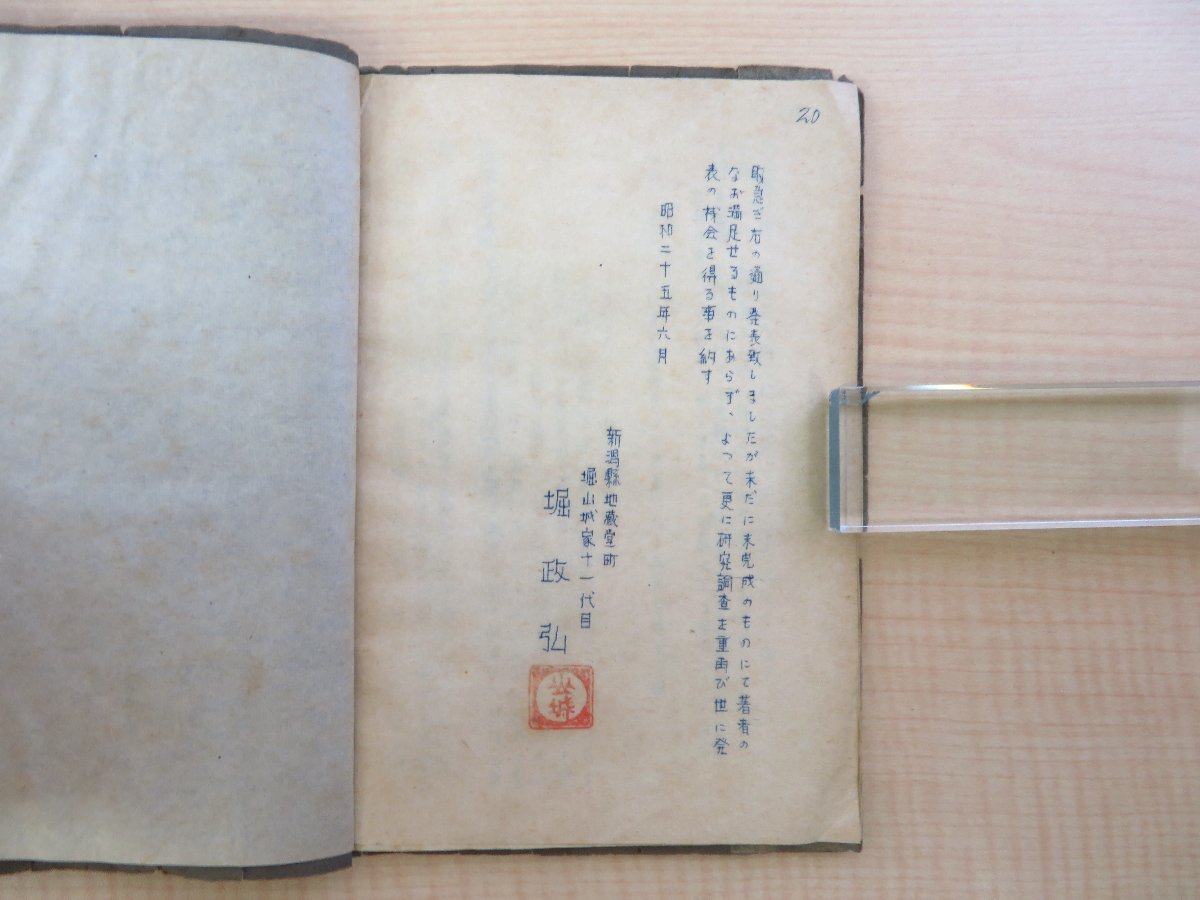 20
取急ぎ右の通り発表致しましたが未だに未完成のものにて著者の
なお満足せるものにあらず、よつて更に研究調査を重再び世に発
表の機会を得る事を約す
昭和二十五年六月
新潟縣地蔵堂町
堀山城家十一代目
堀政弘
山城